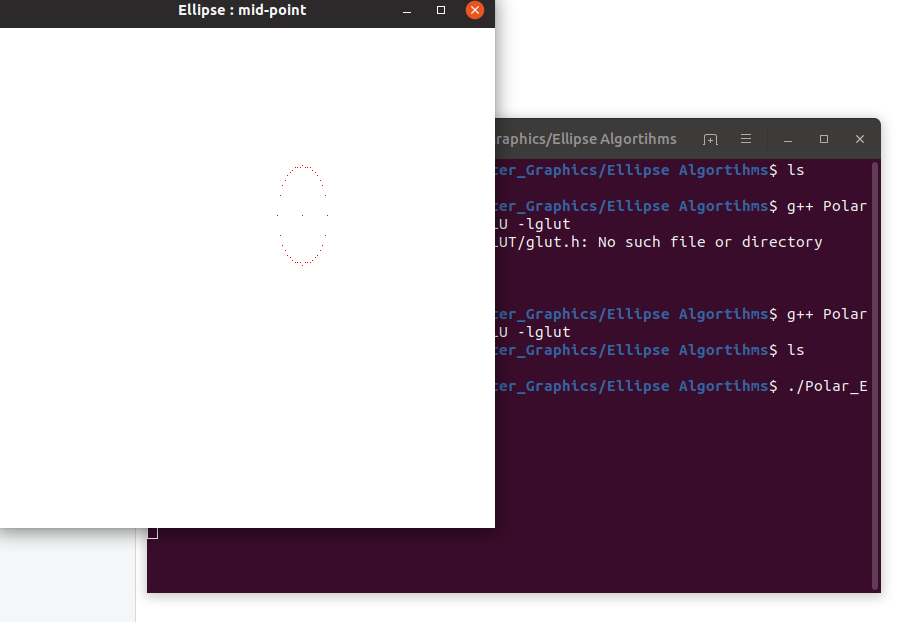 Ellipse : mid-point
raphics/Ellipse Algortihms
ter_Graphics/Ellipse Algortihms$ ls
ter_Graphics/Ellipse Algortihms$ g++ Polar
LU -lglut
LUT/glut.h: No such file or directory
ter_Graphics/Ellipse Algortihms$ g++ Polar
LU -lglut
ter_Graphics/Ellipse Algortihms$ ls
ter_Graphics/Ellipse Algortihms$ ./Polar_E